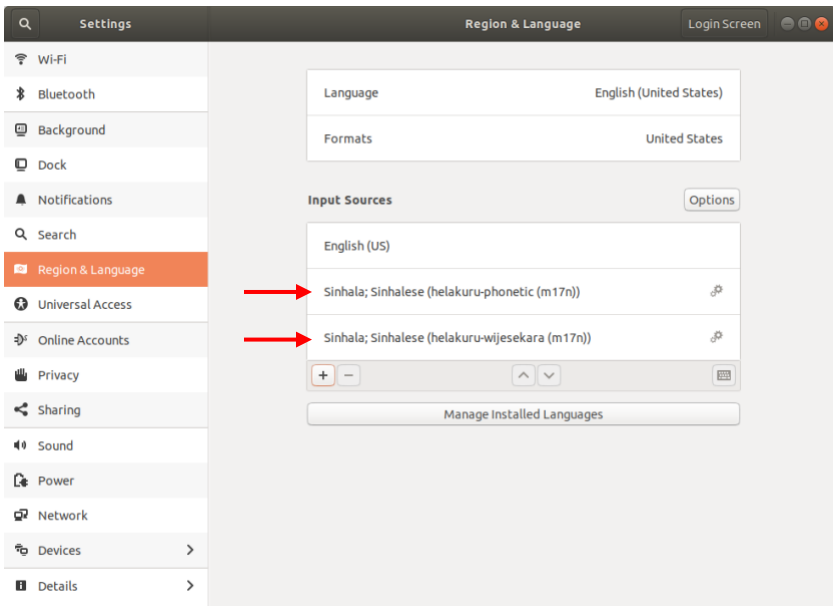 Settings
Region & Language
Login Screen
Wi-Fi
Bluetooth
Background
Dock
Notifications
Search
Region & Language
Universal Access
Online Accounts
Privacy
Sharing
Sound
Power
Network
Devices
Details
Language English (United States)
Formats United States
Input Sources Options
English (US)
Sinhala; Sinhalese (helakuru-phonetic (m17n))
Sinhala; Sinhalese (helakuru-wijesekara (m17n))
Manage Installed Languages